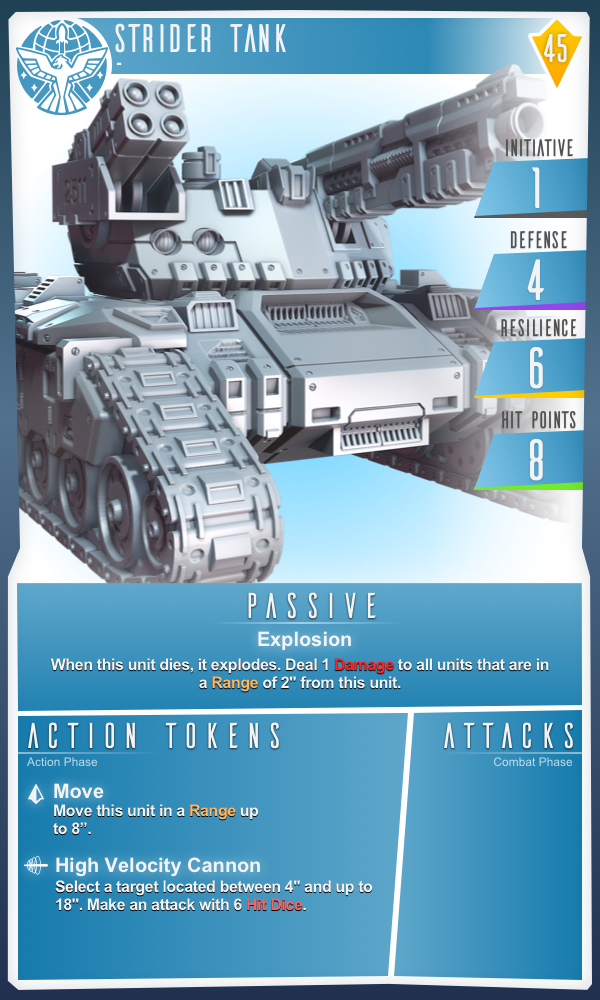 STRIDER TANK
-
45
INITIATIVE
1
DEFENSE
4
RESILIENCE
6
HIT POINTS
8
PASSIVE
Explosion
When this unit dies, it explodes. Deal 1 Damage to all units that are in
a Range of 2" from this unit.
ACTION TOKENS
Action Phase
Move
Move this unit in a Range up
to 8”.
High Velocity Cannon
Select a target located between 4" and up to
18". Make an attack with 6 Hit Dice.
ATTACKS
Combat Phase